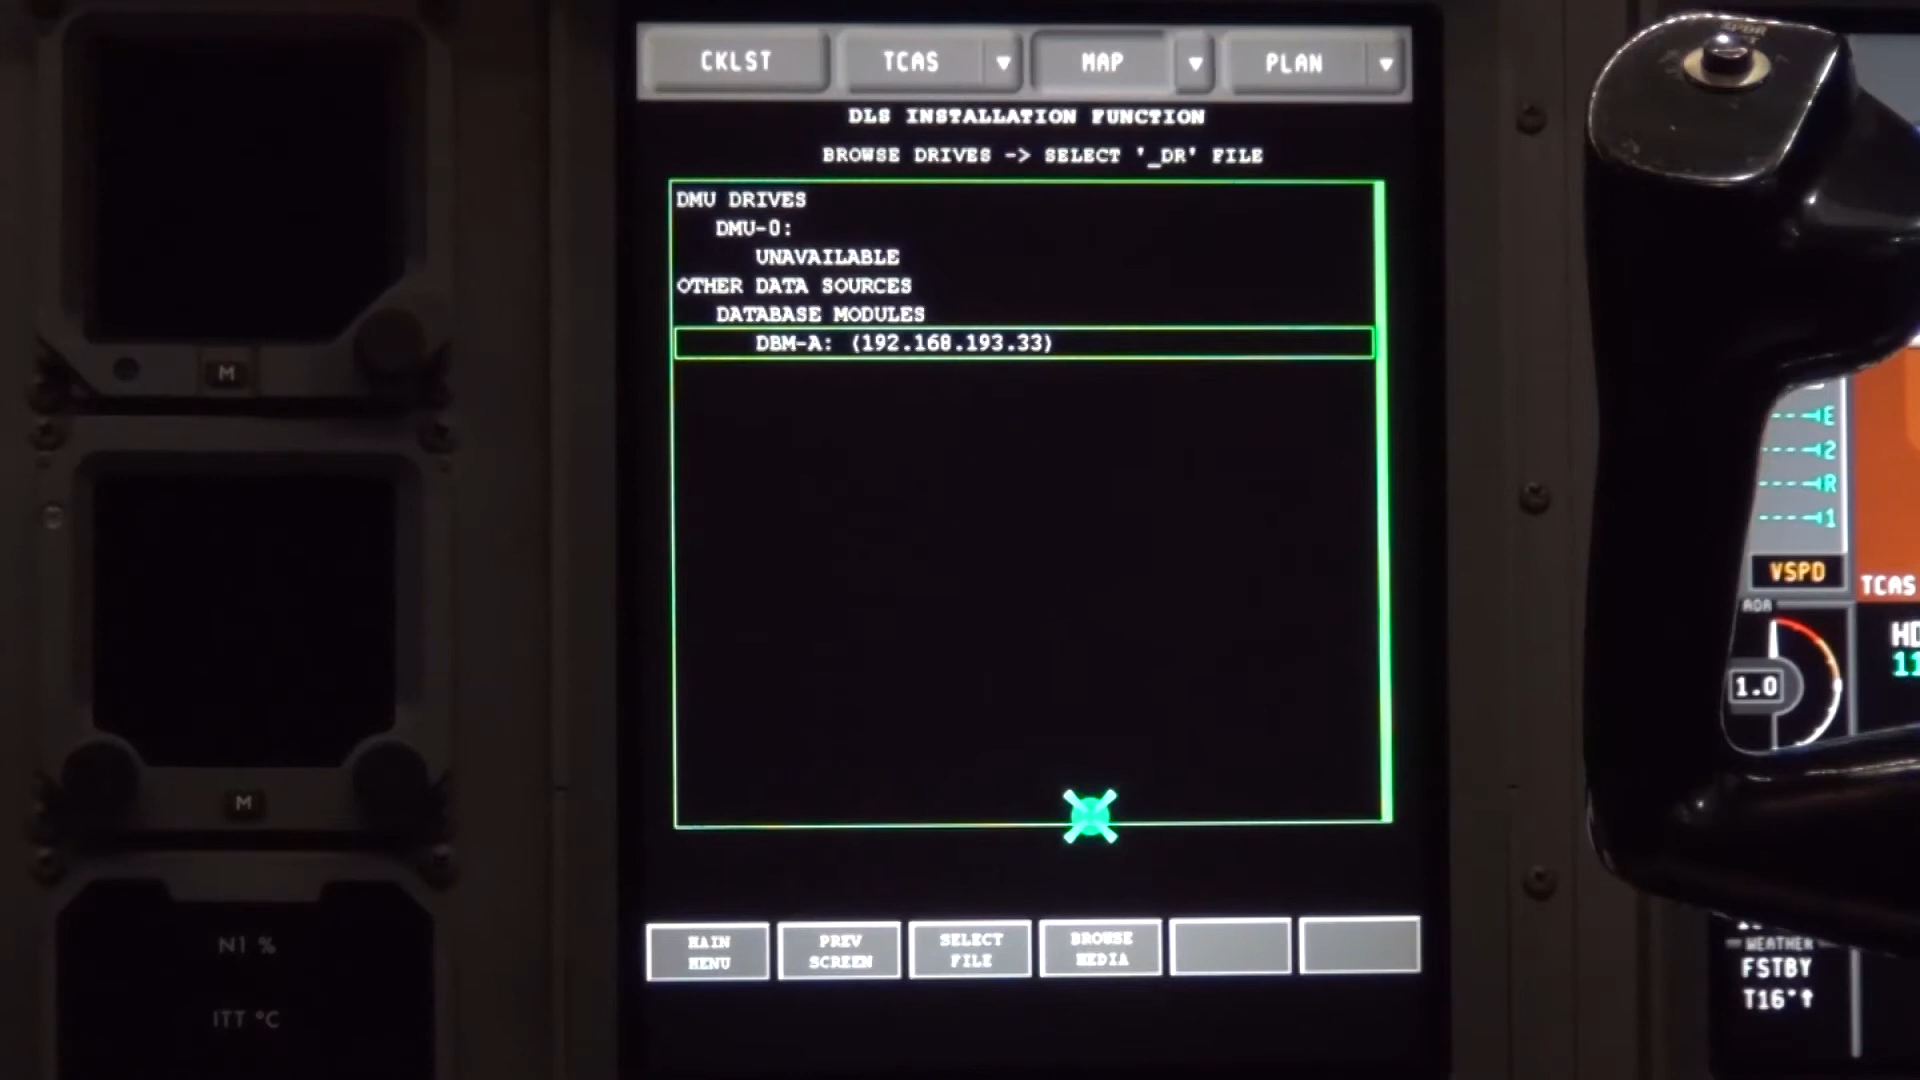 CKLST
TCAS
MAP
PLAN
DLS INSTALLATION FUNCTION
BROWSE DRIVES -> SELECT '_DR' FILE
DMU DRIVES
DMU-0:
UNAVAILABLE
OTHER DATA SOURCES
DATABASE MODULES
DBM-A: (192.168.193.33)
MAIN
MENU
PREV
SCREEN
SELECT
FILE
BROWSE
MEDIA
M
M
N1 %
ITT °C
E
2
R
1
VSPD
TCAS
AOA
1.0
WEATHER
FSTBY